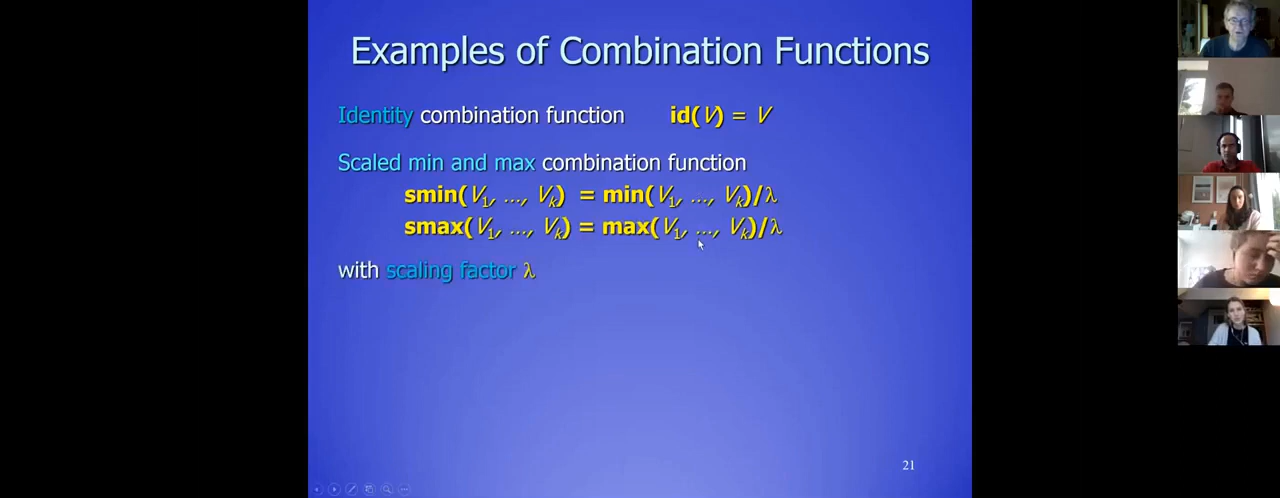 Examples of Combination Functions
Identity combination function id(V) = V
Scaled min and max combination function
smin(V₁, ..., Vₖ) = min(V₁, ..., Vₖ)/λ
smax(V₁, ..., Vₖ) = max(V₁, ..., Vₖ)/λ
with scaling factor λ
21